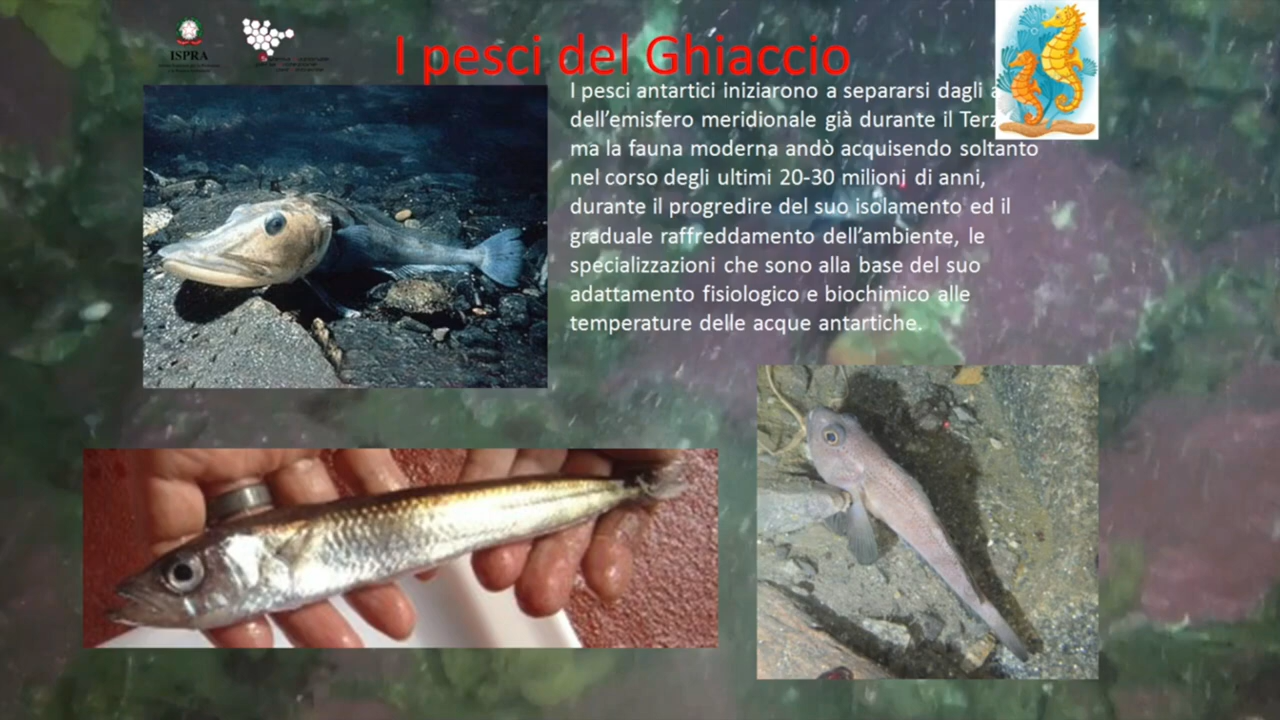 ISPRA
I pesci del Ghiaccio
I pesci antartici iniziarono a separarsi dagli
dell’emisfero meridionale già durante il
ma la fauna moderna andò acquisendo soltanto
nel corso degli ultimi 20-30 milioni di anni,
durante il progredire del suo isolamento ed il
graduale raffreddamento dell’ambiente, le
specializzazioni che sono alla base del suo
adattamento fisiologico e biochimico alle
temperature delle acque antartiche.